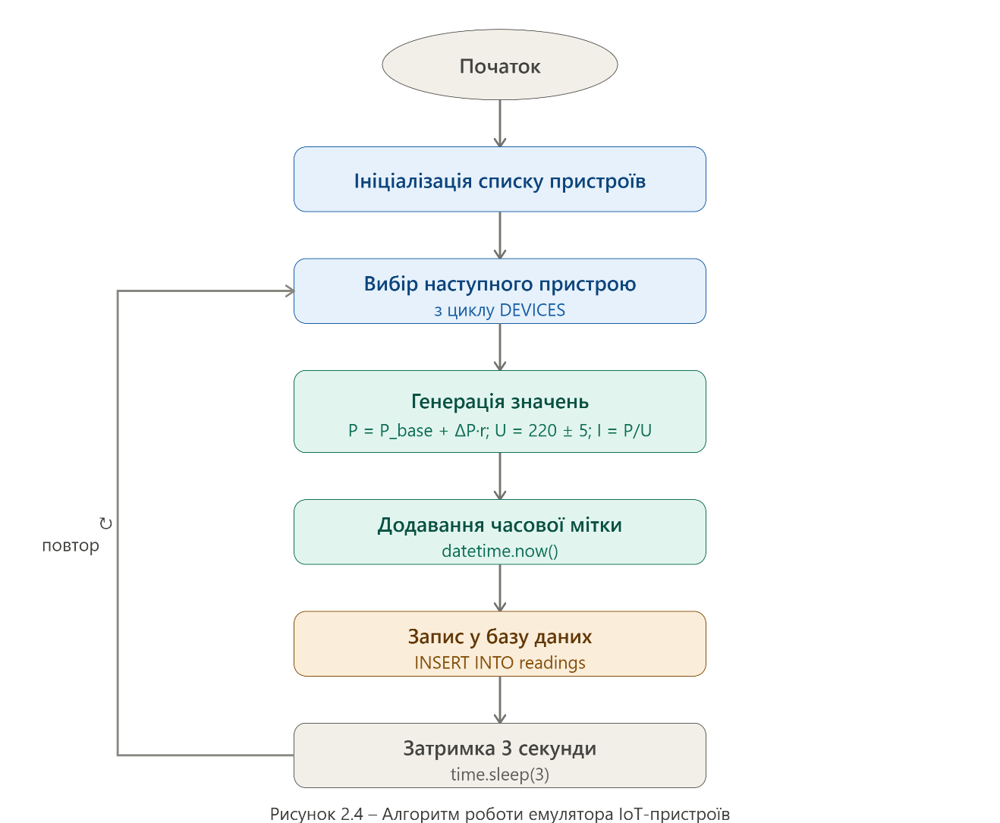 Початок
Ініціалізація списку пристроїв
Вибір наступного пристрою
з циклу DEVICES
Генерація значень
P = P_base + ΔP·r; U = 220 ± 5; I = P/U
Додавання часової мітки
datetime.now()
↻
повтор
Запис у базу даних
INSERT INTO readings
Затримка 3 секунди
time.sleep(3)
Рисунок 2.4 – Алгоритм роботи емулятора IoT-пристроїв